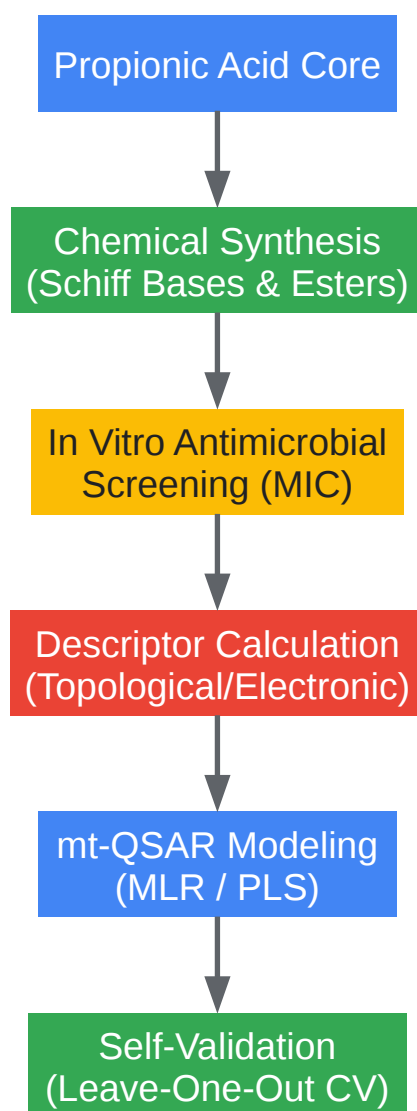 Propionic Acid Core
Chemical Synthesis
(Schiff Bases & Esters)
In Vitro Antimicrobial
Screening (MIC)
Descriptor Calculation
(Topological/Electronic)
mt-QSAR Modeling
(MLR / PLS)
Self-Validation
(Leave-One-Out CV)